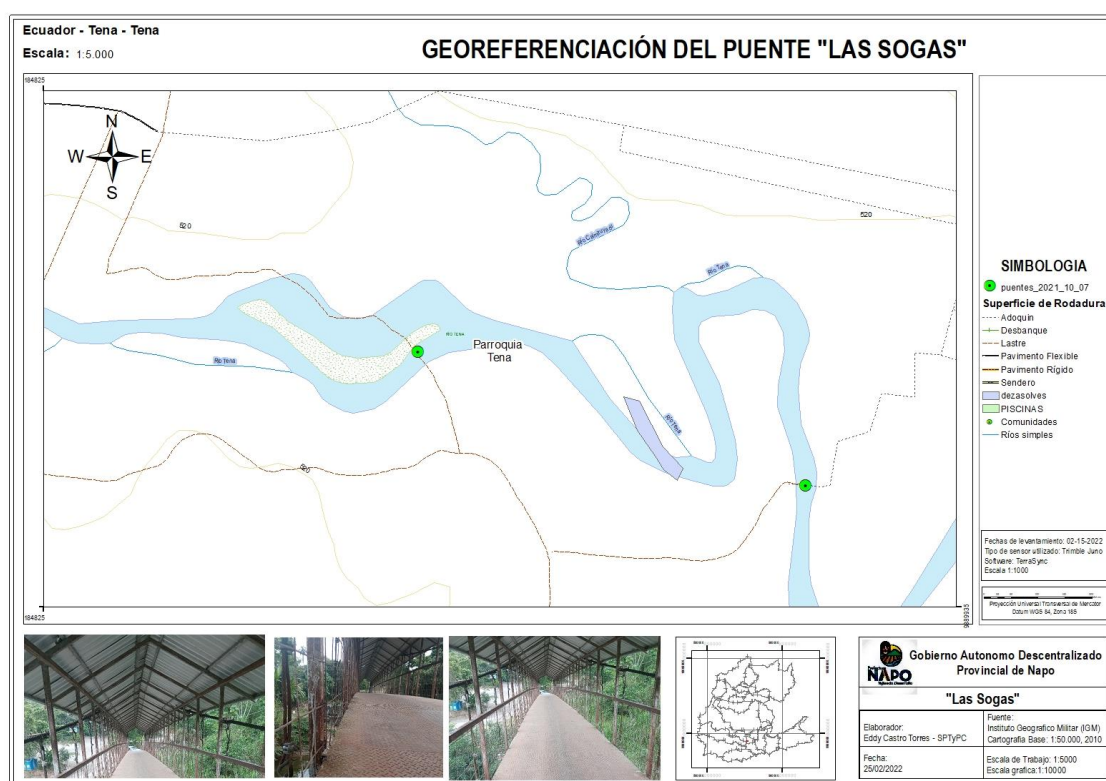 Ecuador - Tena - Tena
Escala: 1:5.000
GEOREFERENCIACIÓN DEL PUENTE "LAS SOGAS"
184825
N
W E
S
520
520
Río Tena
Río Tena
RIO TENA
Parroquia
Tena
Río Tena
520
184825
9889935
SIMBOLOGIA
puentes_2021_10_07
Superficie de Rodadura
Adoquin
Desbanque
Lastre
Pavimento Flexible
Pavimento Rígido
Sendero
dezasolves
PISCINAS
Comunidades
Ríos simples
Fechas de levantamiento: 02-15-2022
Tipo de sensor utilizado: Trimble Juno
Software: TerraSync
Escala 1:1000
Proyección Universal Transversal de Mercator
Datum WGS 84, Zona 18S
NAPO
Gobierno Autonomo Descentralizado
Provincial de Napo
"Las Sogas"
Elaborador:
Eddy Castro Torres - SPTyPC
Fuente:
Instituto Geografico Militar (IGM)
Cartografía Base: 1:50.000, 2010
Fecha:
25/02/2022
Escala de Trabajo: 1:5000
Escala grafica:1:10000